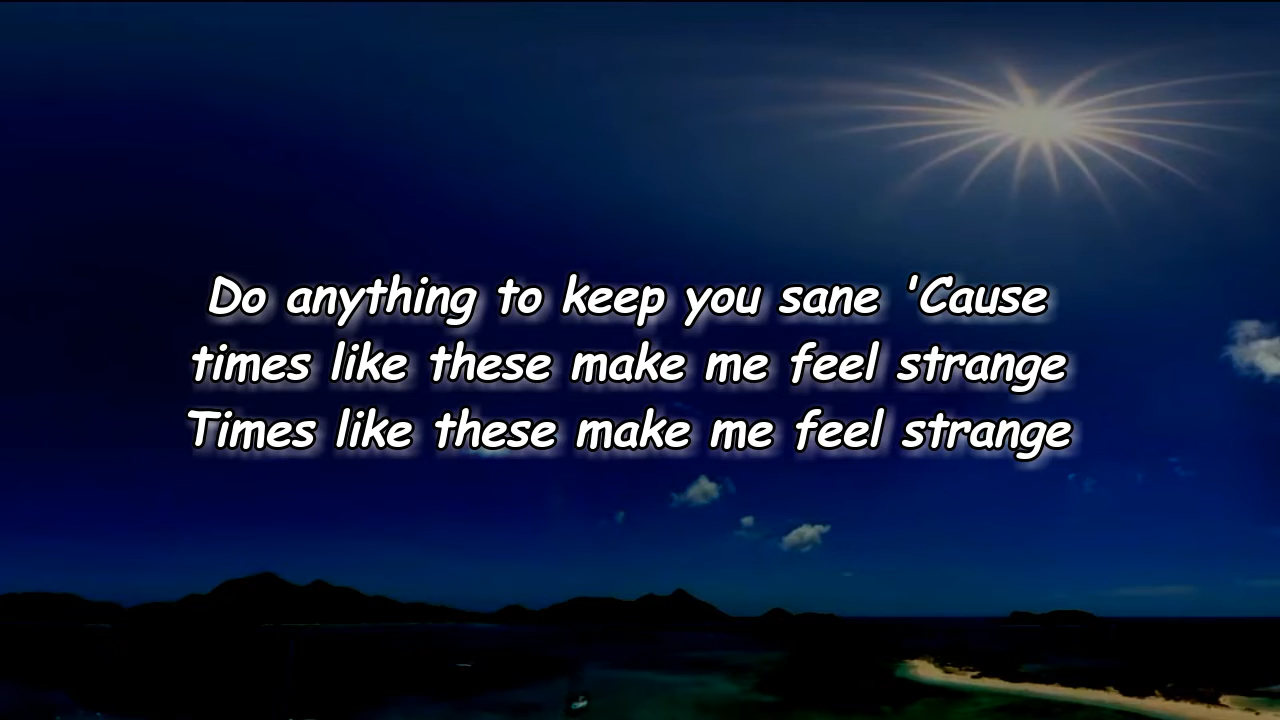 Do anything to keep you sane 'Cause
times like these make me feel strange
Times like these make me feel strange